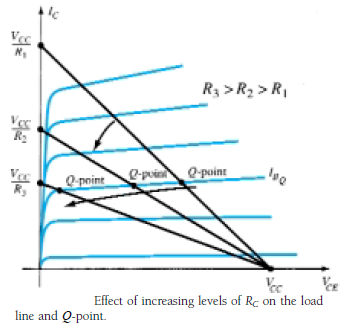 I_C
V_CC
R_1
R_3 > R_2 > R_1
V_CC
R_2
V_CC
R_3
Q-point
Q-point
Q-point
I_BQ
V_CC
V_CE
Effect of increasing levels of R_C on the load
line and Q-point.